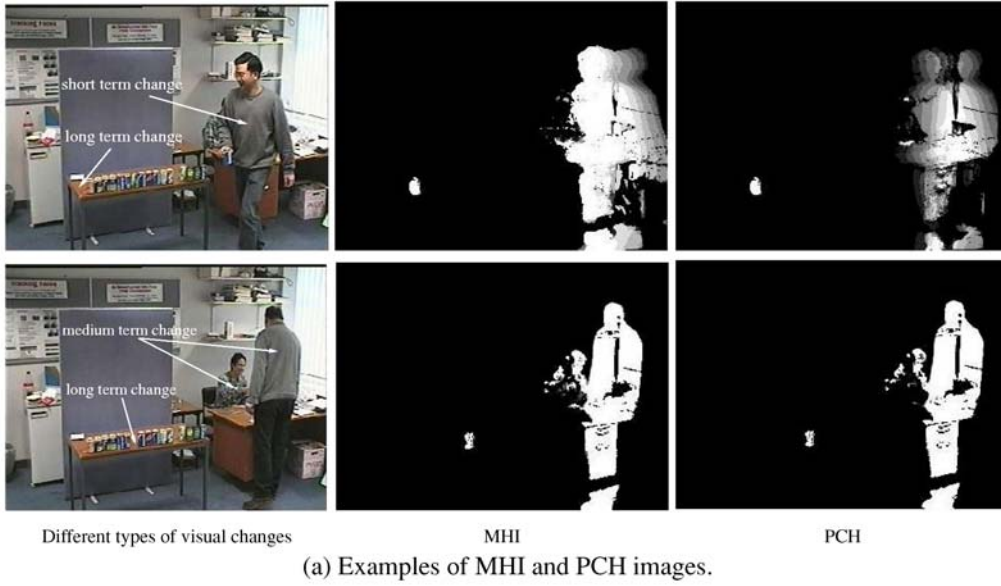 short term change
long term change
medium term change
long term change
Different types of visual changes
MHI
PCH
(a) Examples of MHI and PCH images.